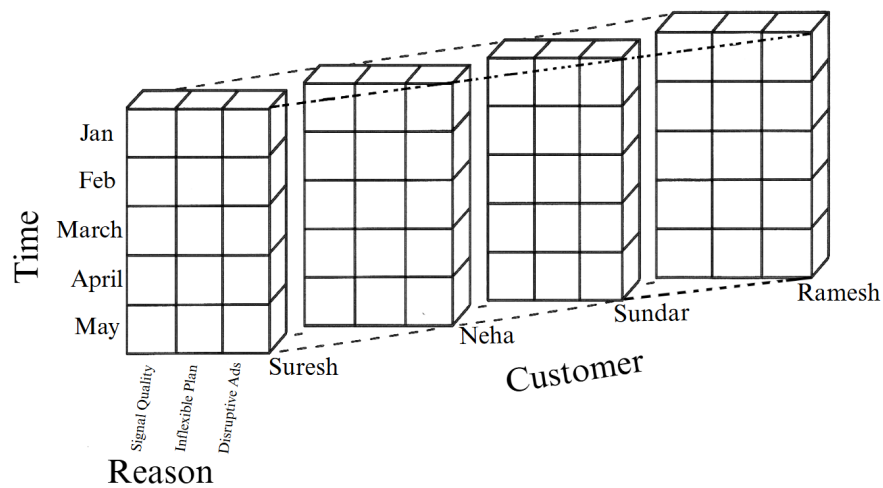 Jan
Feb
March
April
May
Time
Signal Quality
Inflexible Plan
Disruptive Ads
Reason
Suresh
Neha
Sundar
Ramesh
Customer